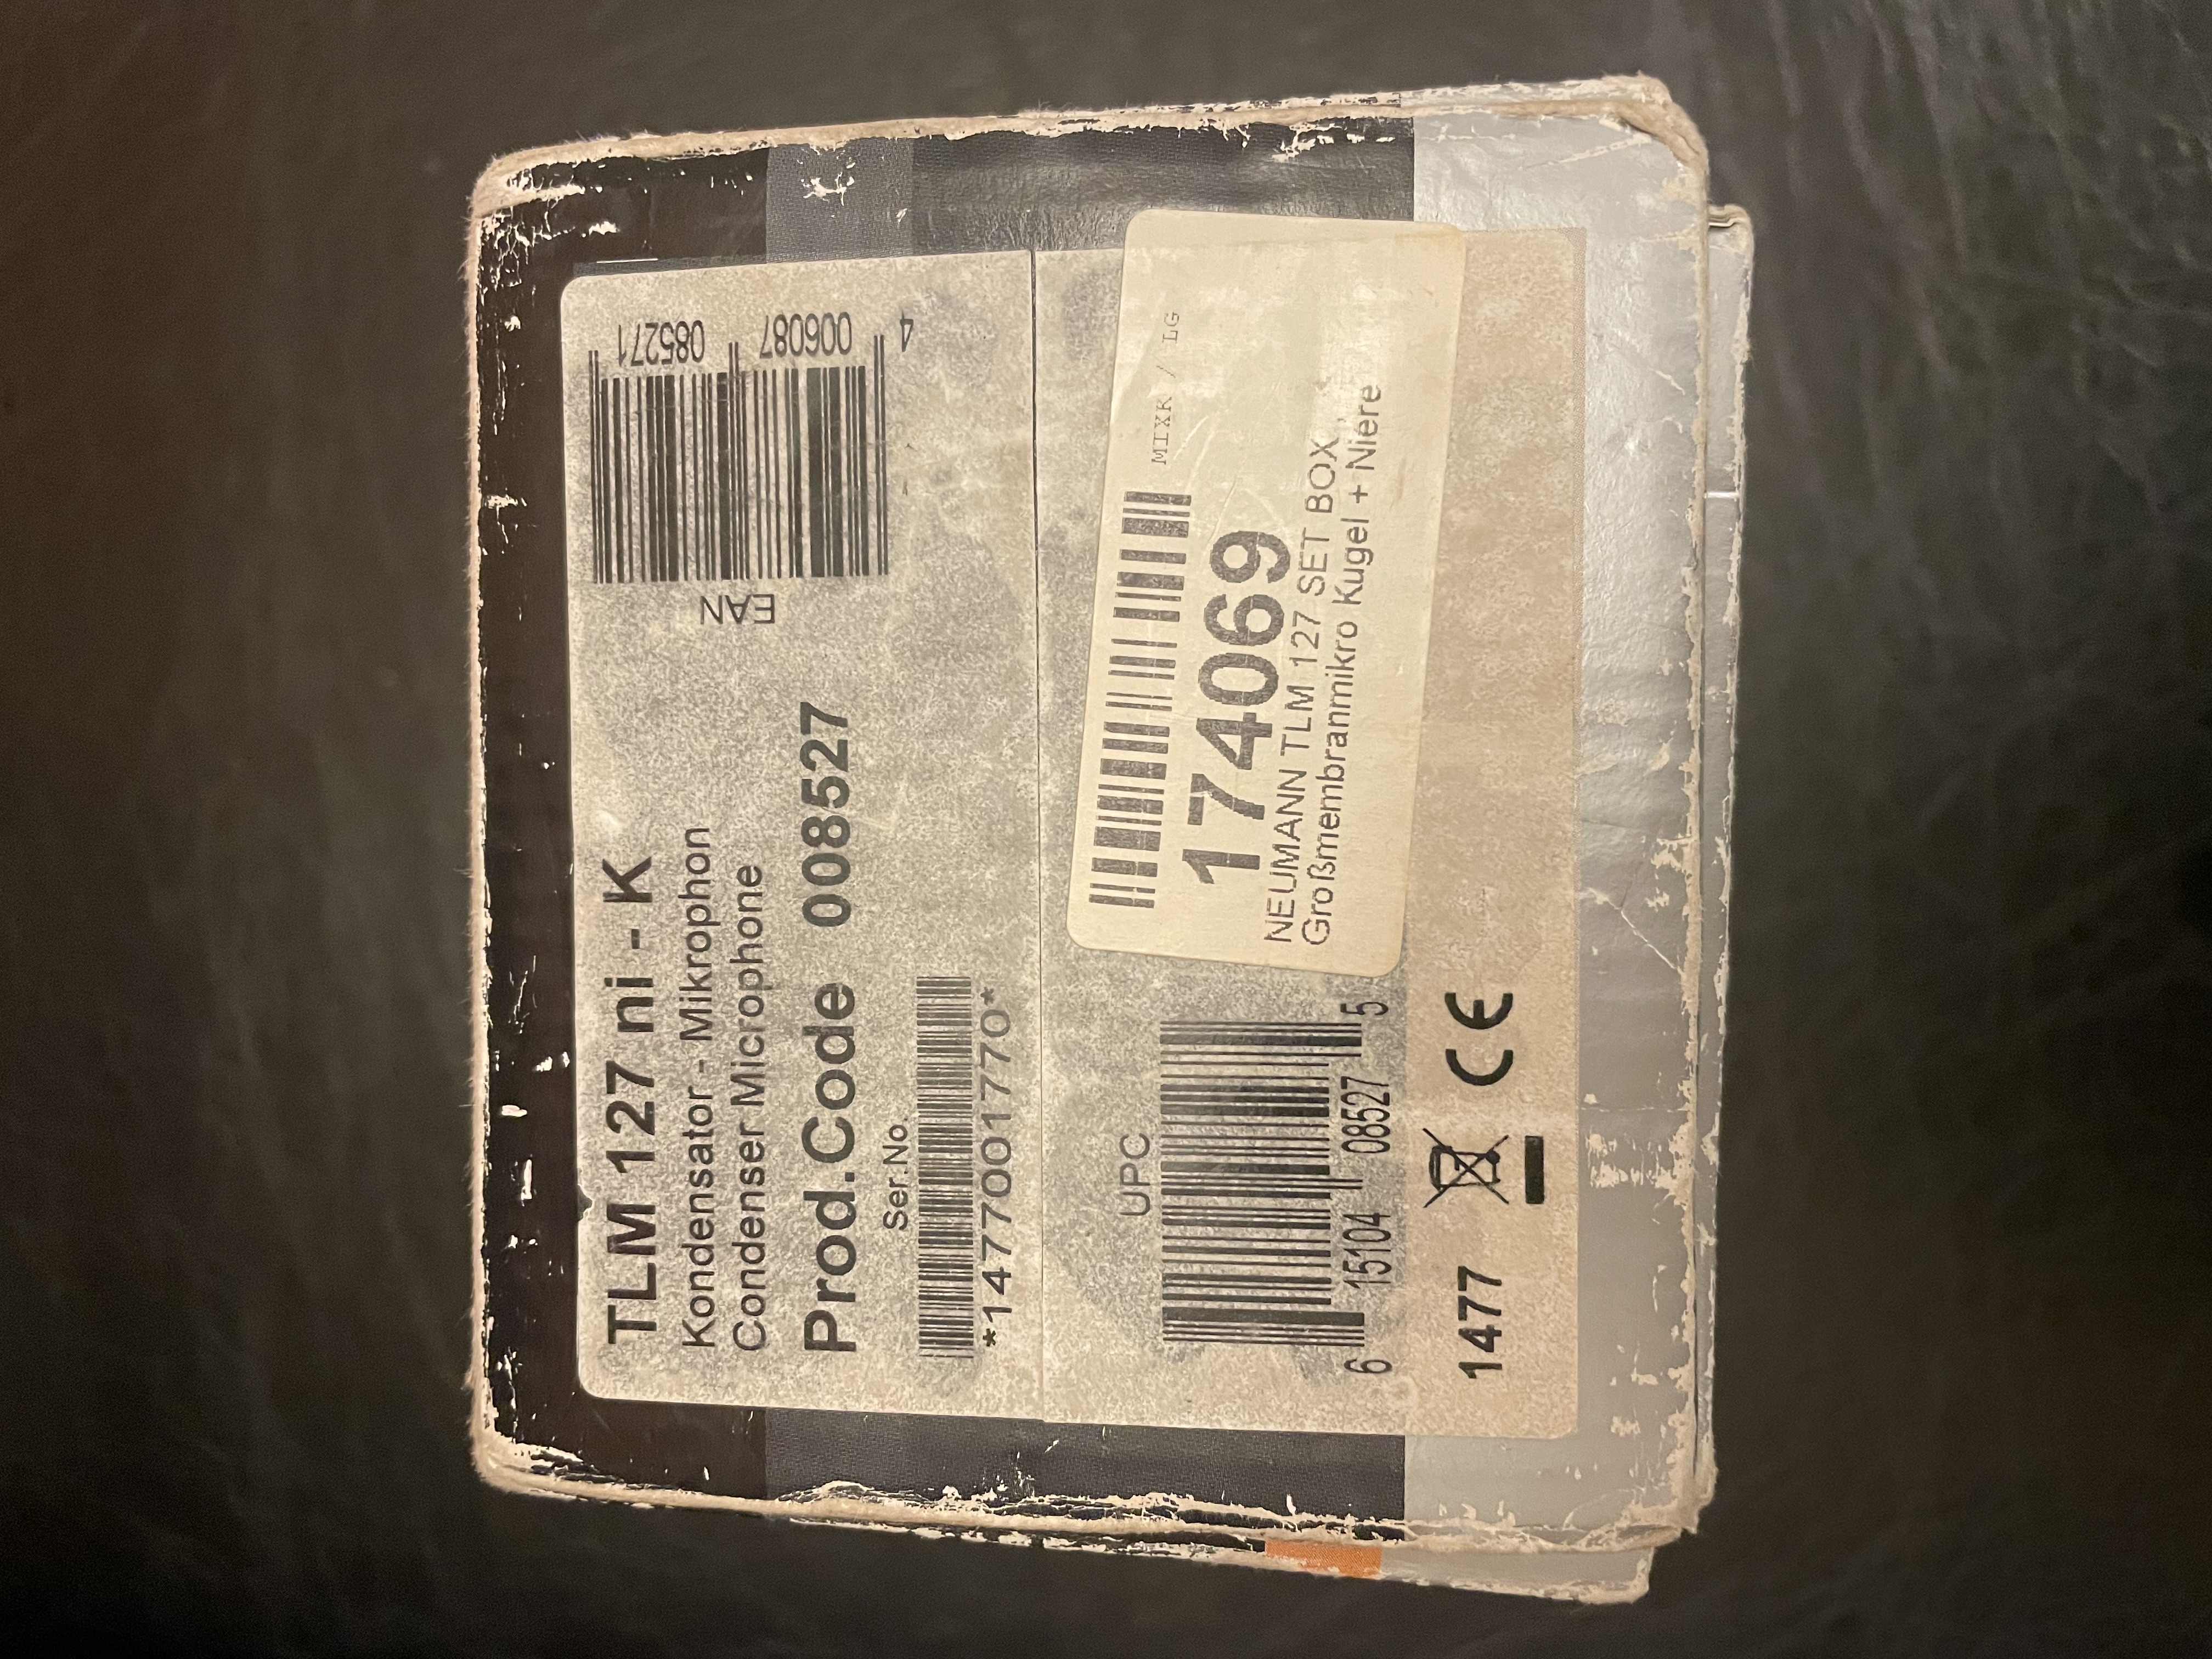 TLM 127 ni - K
Kondensator - Mikrophon
Condenser Microphone
Prod.Code 008527
Ser.No.
*1477001770*
EAN
4 006087 085271
UPC
6 15104 08527 5
1477
CE
MIXR / LG
174069
NEUMANN TLM 127 SET BOX,
Großmembranmikro Kugel + Niere